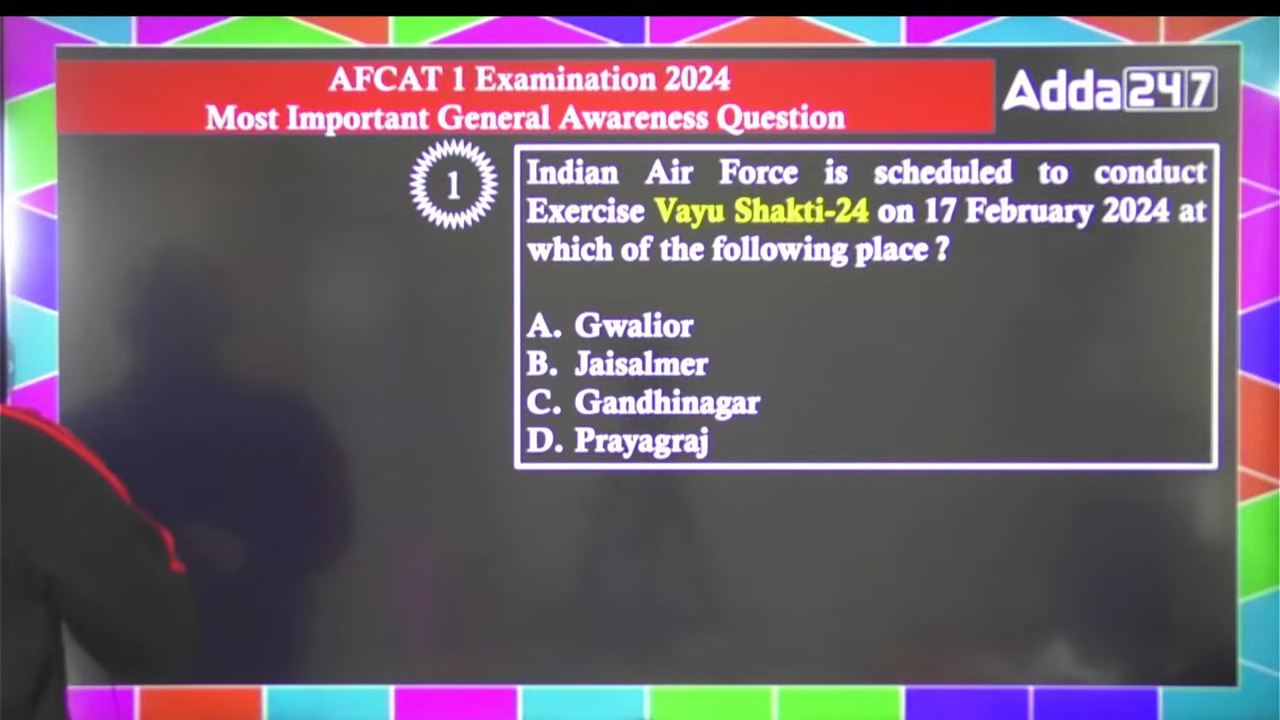 AFCAT 1 Examination 2024
Most Important General Awareness Question
Adda247
1
Indian Air Force is scheduled to conduct
Exercise Vayu Shakti-24 on 17 February 2024 at
which of the following place ?
A. Gwalior
B. Jaisalmer
C. Gandhinagar
D. Prayagraj